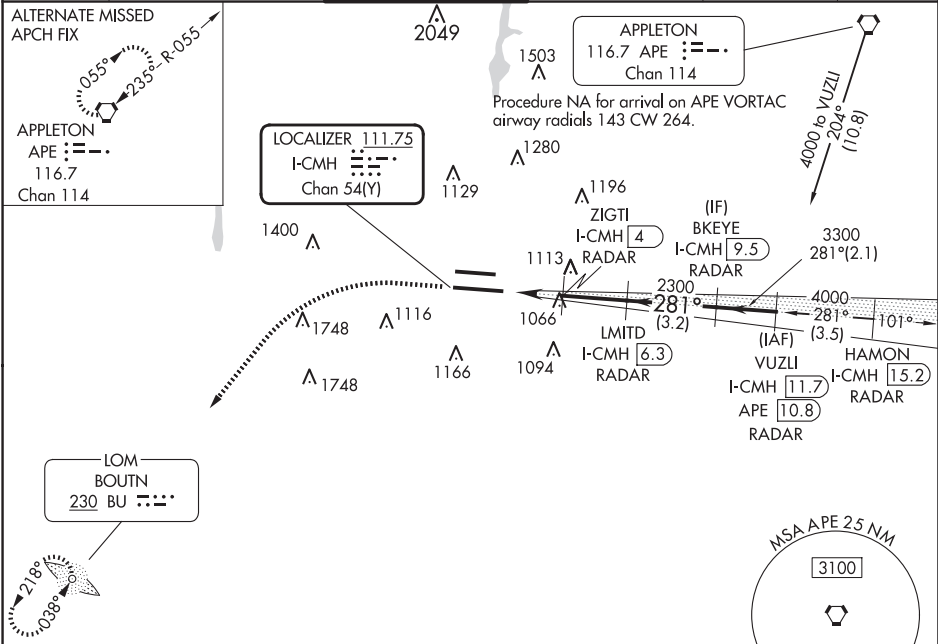 ALTERNATE MISSED
APCH FIX
055°
235°
R-055
APPLETON
APE
116.7
Chan 114
2049
1503
APPLETON
116.7 APE
Chan 114
Procedure NA for arrival on APE VORTAC
airway radials 143 CW 264.
4000 to VUZLI
204°
(10.8)
LOCALIZER 111.75
I-CMH
Chan 54(Y)
1280
1129
1196
1400
ZIGTI
I-CMH 4
RADAR
(IF)
BKEYE
I-CMH 9.5
RADAR
3300
281°(2.1)
1113
2300
281°
(3.2)
4000
281°
(3.5)
101°
1066
1748
1116
LMITD
I-CMH 6.3
RADAR
(IAF)
VUZLI
I-CMH 11.7
APE 10.8
RADAR
HAMON
I-CMH 15.2
RADAR
1748
1166
1094
LOM
BOUTN
230 BU
218°
038°
MSA APE 25 NM
3100